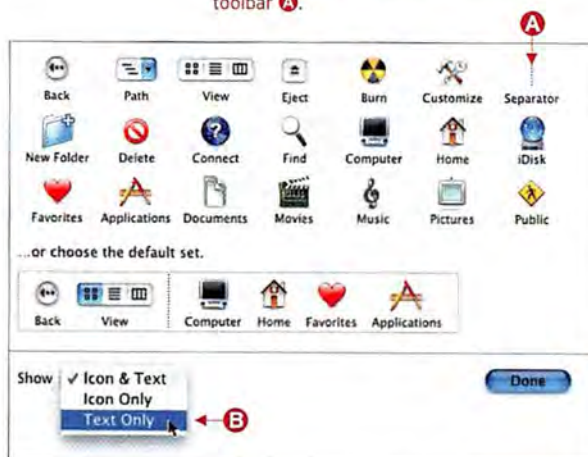 toolbar A.
A
Back Path View Eject Burn Customize Separator
New Folder Delete Connect Find Computer Home iDisk
Favorites Applications Documents Movies Music Pictures Public
...or choose the default set.
Back View Computer Home Favorites Applications
Show ✓ Icon & Text
Icon Only
Text Only B
Done